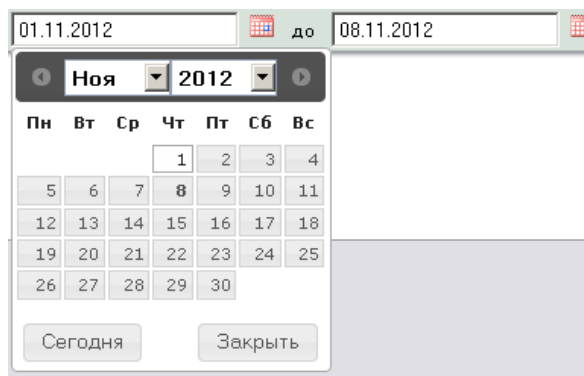 01.11.2012 до 08.11.2012
Ноя 2012
Пн Вт Ср Чт Пт Сб Вс
1 2 3 4
5 6 7 8 9 10 11
12 13 14 15 16 17 18
19 20 21 22 23 24 25
26 27 28 29 30
Сегодня Закрыть